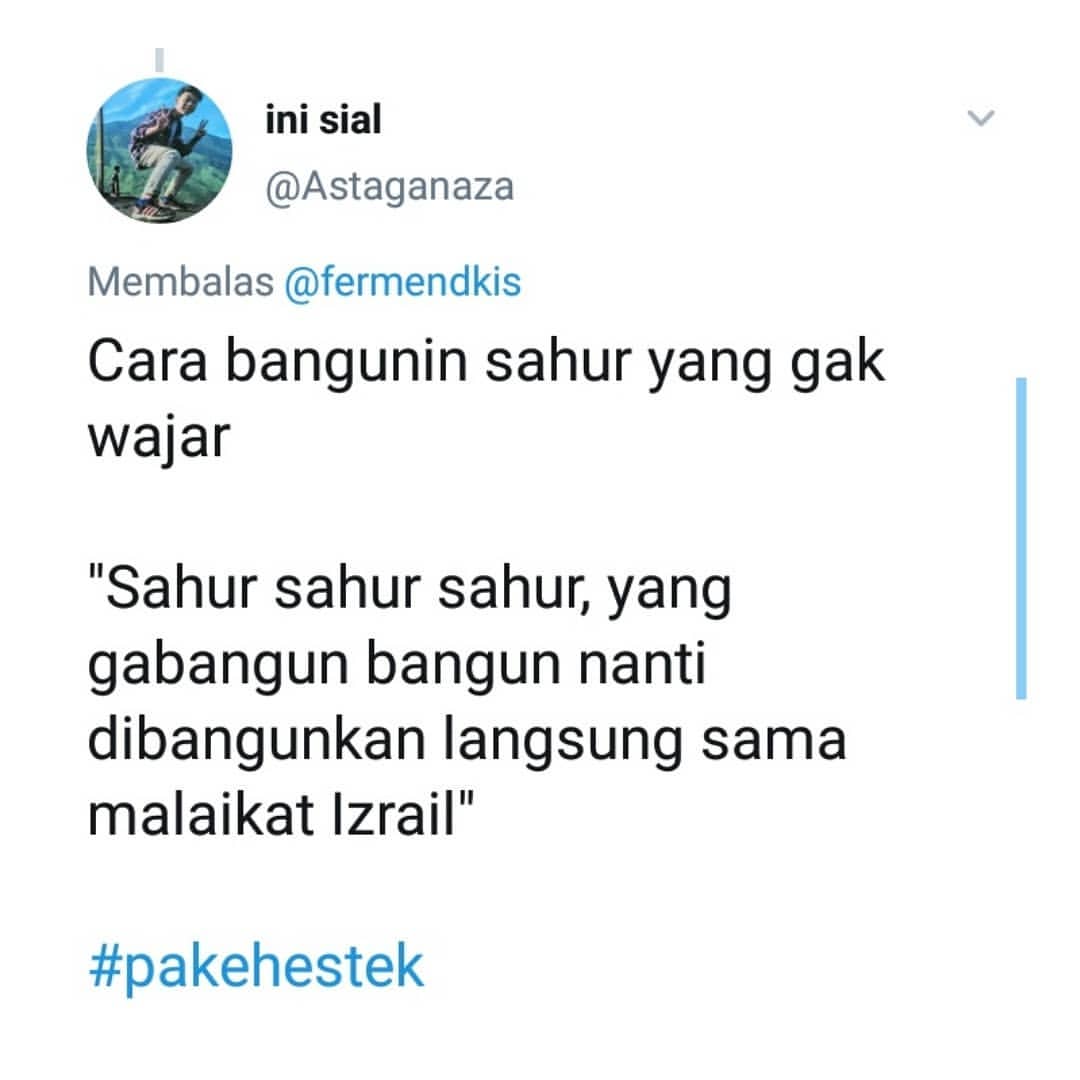 ini sial
@Astaganaza
Membalas @fermendkis
Cara bangunin sahur yang gak
wajar
"Sahur sahur sahur, yang
gabangun bangun nanti
dibangunkan langsung sama
malaikat Izrail"
#pakehestek